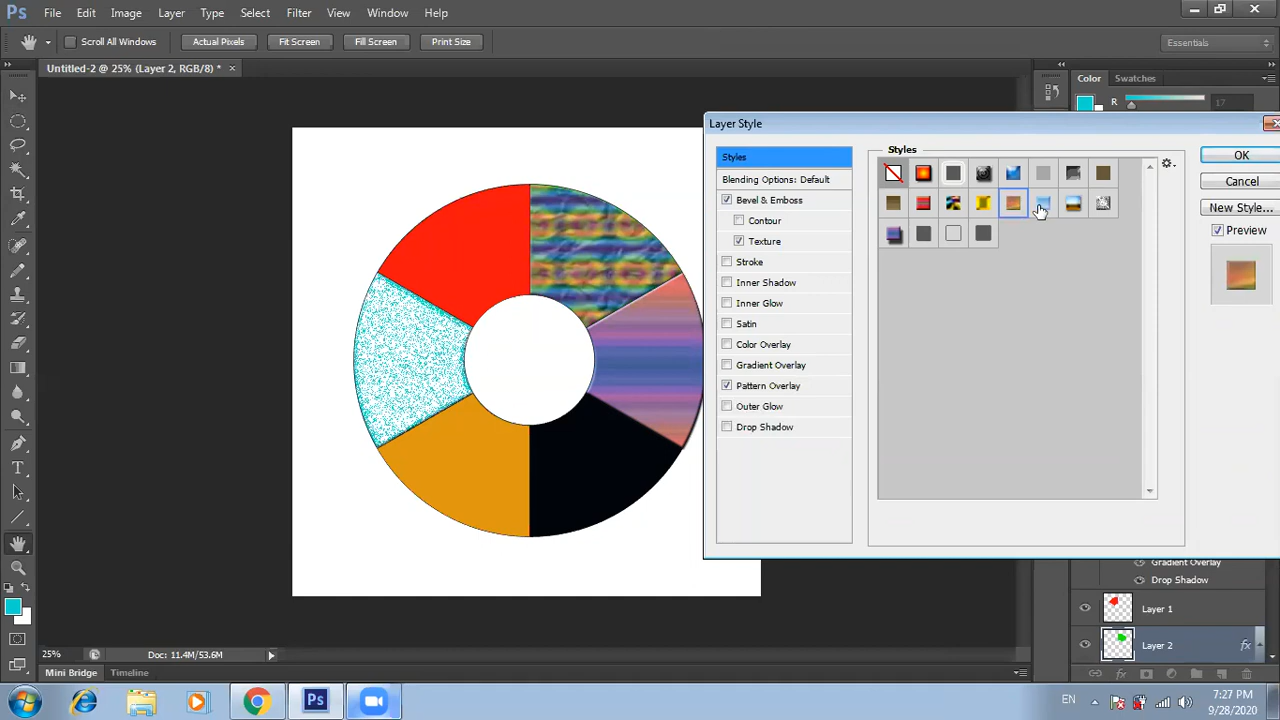 Ps File Edit Image Layer Type Select Filter View Window Help
Scroll All Windows Actual Pixels Fit Screen Fill Screen Print Size Essentials
Untitled-2 @ 25% (Layer 2, RGB/8) * ×
Color Swatches
R 17
Layer Style
Styles
Blending Options: Default
Bevel & Emboss
Contour
Texture
Stroke
Inner Shadow
Inner Glow
Satin
Color Overlay
Gradient Overlay
Pattern Overlay
Outer Glow
Drop Shadow
Styles
OK
Cancel
New Style...
Preview
Gradient Overlay
Drop Shadow
Layer 1
Layer 2 fx
25% Doc: 11.4M/53.6M
Mini Bridge Timeline
fx
Ps EN 7:27 PM
9/28/2020